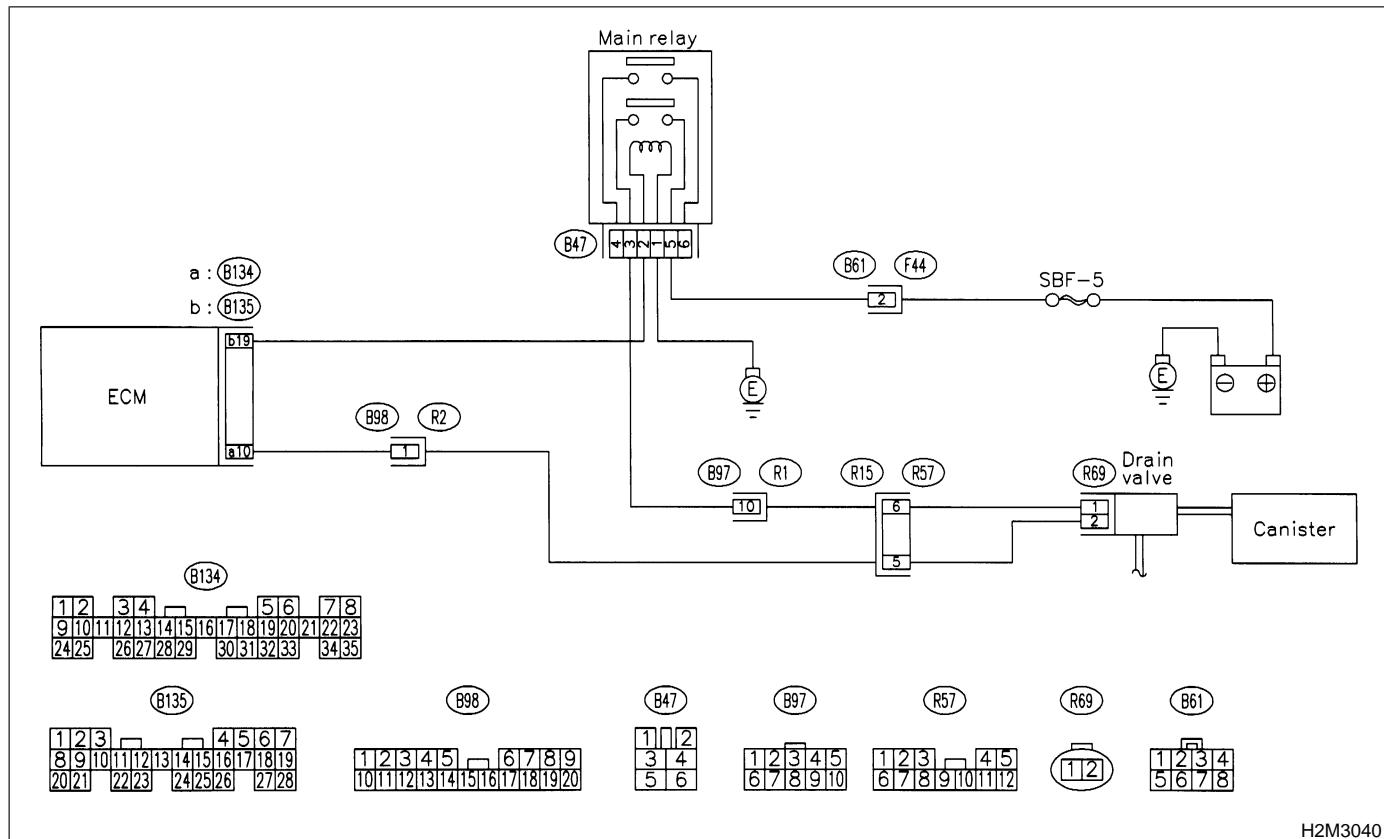 Main relay
B47
4 3 2 1 5 6
B61 F44
SBF-5
2
a : B134
b : B135
b19
ECM
a10
E
E
⊖ ⊕
B98 R2
1
B97 R1
10
R15 R57
6
5
R69
Drain
valve
1
2
Canister
B134
1 2 3 4 5 6 7 8
9 10 11 12 13 14 15 16 17 18 19 20 21 22 23
24 25 26 27 28 29 30 31 32 33 34 35
B135
1 2 3 4 5 6 7
8 9 10 11 12 13 14 15 16 17 18 19
20 21 22 23 24 25 26 27 28
B98
1 2 3 4 5 6 7 8 9
10 11 12 13 14 15 16 17 18 19 20
B47
1 2
3 4
5 6
B97
1 2 3 4 5
6 7 8 9 10
R57
1 2 3 4 5
6 7 8 9 10 11 12
R69
1 2
B61
1 2 3 4
5 6 7 8
H2M3040